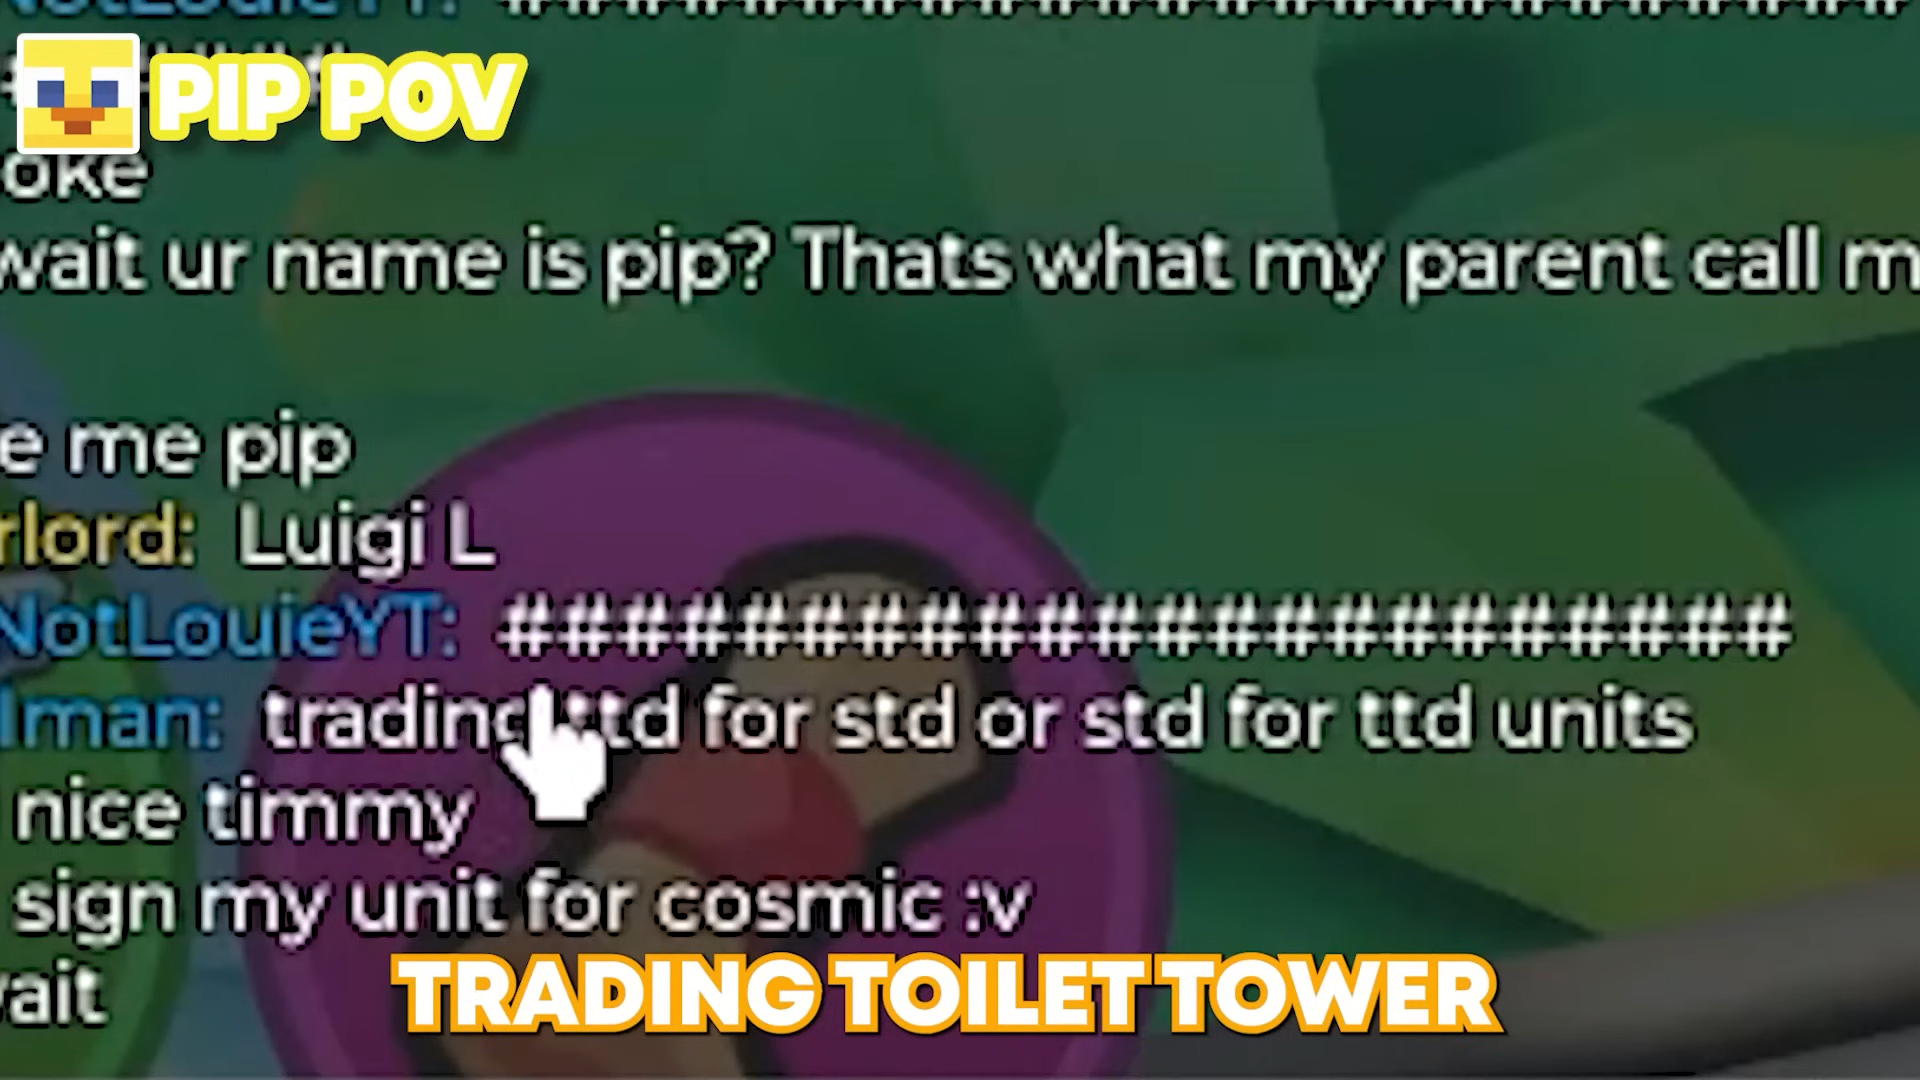 NotLouieYT: ########################
PIP POV
oke
wait ur name is pip? Thats what my parent call m
e me pip
rlord: Luigi L
NotLouieYT: #######################
lman: trading ttd for std or std for ttd units
nice timmy
sign my unit for cosmic :v
ait
TRADING TOILET TOWER